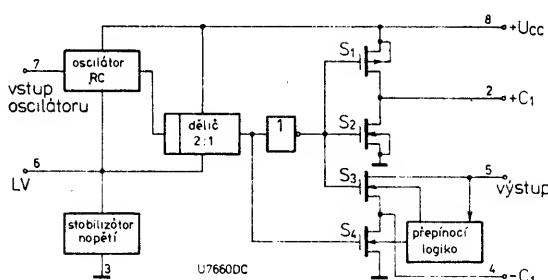 8
+Ucc
7
oscilátor
RC
S1
vstup
oscilátoru
2
+C1
dělič
2:1
1
S2
6
LV
S3
5
výstup
stabilizátor
napětí
S4
přepínací
logika
3
U7660DC
4
-C1